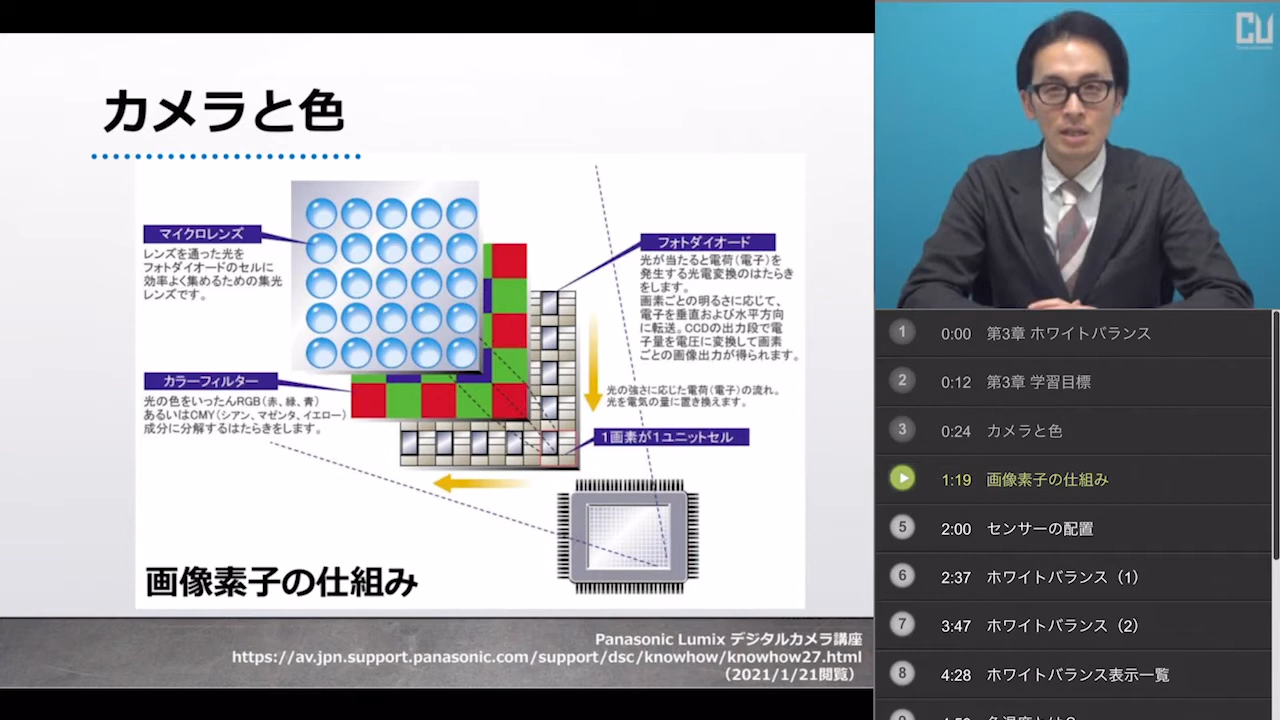 カメラと色
マイクロレンズ
レンズを通った光を
フォトダイオードのセルに
効率よく集めるための集光
レンズです。
カラーフィルター
光の色をいったんRGB(赤、緑、青)
あるいはCMY(シアン、マゼンタ、イエロー)
成分に分解するはたらきをします。
フォトダイオード
光が当たると電荷(電子)を
発生する光電変換のはたらき
をします。
画素ごとの明るさに応じて、
電子を垂直および水平方向
に転送。CCDの出力段で電
子量を電圧に変換して画素
ごとの画像出力が得られます。
光の強さに応じた電荷(電子)の流れ。
光を電気の量に置き換えます。
1画素が1ユニットセル
画像素子の仕組み
Panasonic Lumix デジタルカメラ講座
https://av.jpn.support.panasonic.com/support/dsc/knowhow/knowhow27.html
（2021/1/21閲覧）
CU
1 0:00 第3章 ホワイトバランス
2 0:12 第3章 学習目標
3 0:24 カメラと色
1:19 画像素子の仕組み
5 2:00 センサーの配置
6 2:37 ホワイトバランス（1）
7 3:47 ホワイトバランス（2）
8 4:28 ホワイトバランス表示一覧